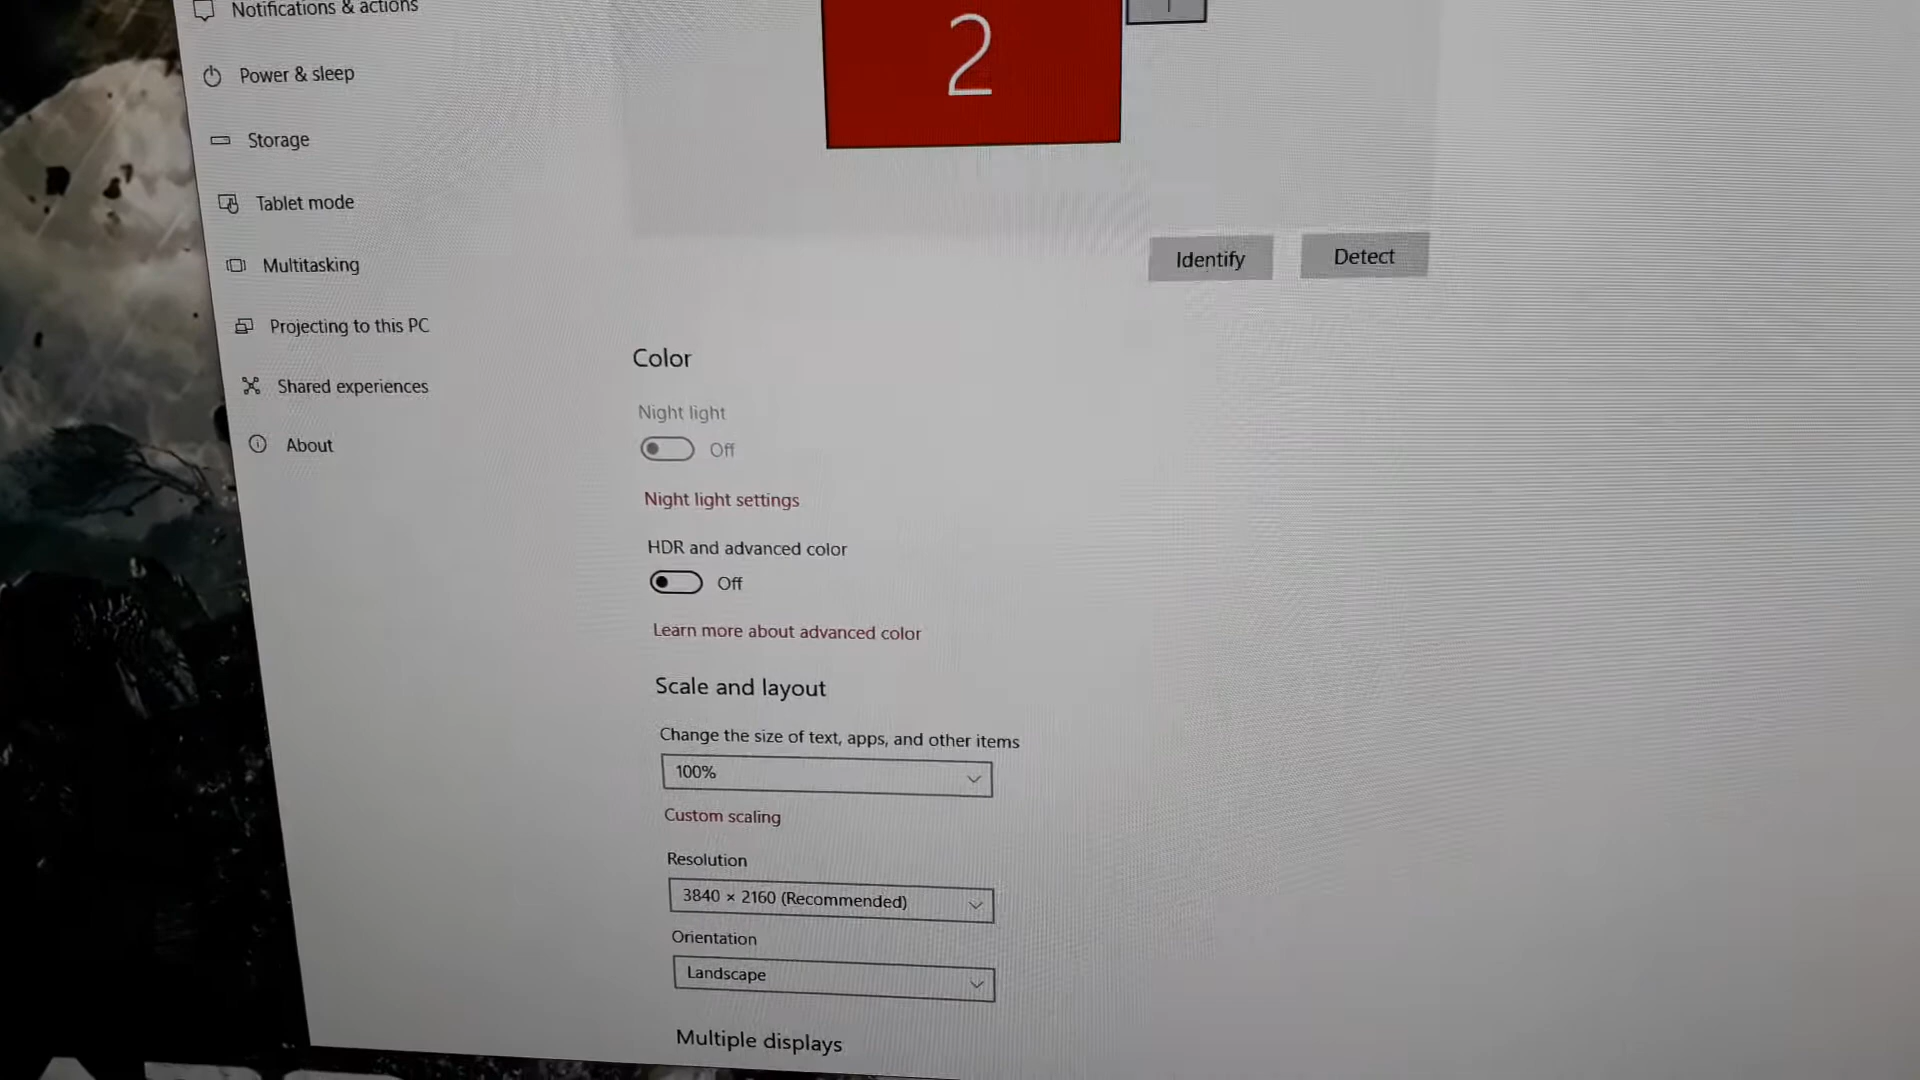 Notifications & actions
Power & sleep
Storage
Tablet mode
Multitasking
Projecting to this PC
Shared experiences
About
2
1
Identify
Detect
Color
Night light
Off
Night light settings
HDR and advanced color
Off
Learn more about advanced color
Scale and layout
Change the size of text, apps, and other items
100%
Custom scaling
Resolution
3840 × 2160 (Recommended)
Orientation
Landscape
Multiple displays